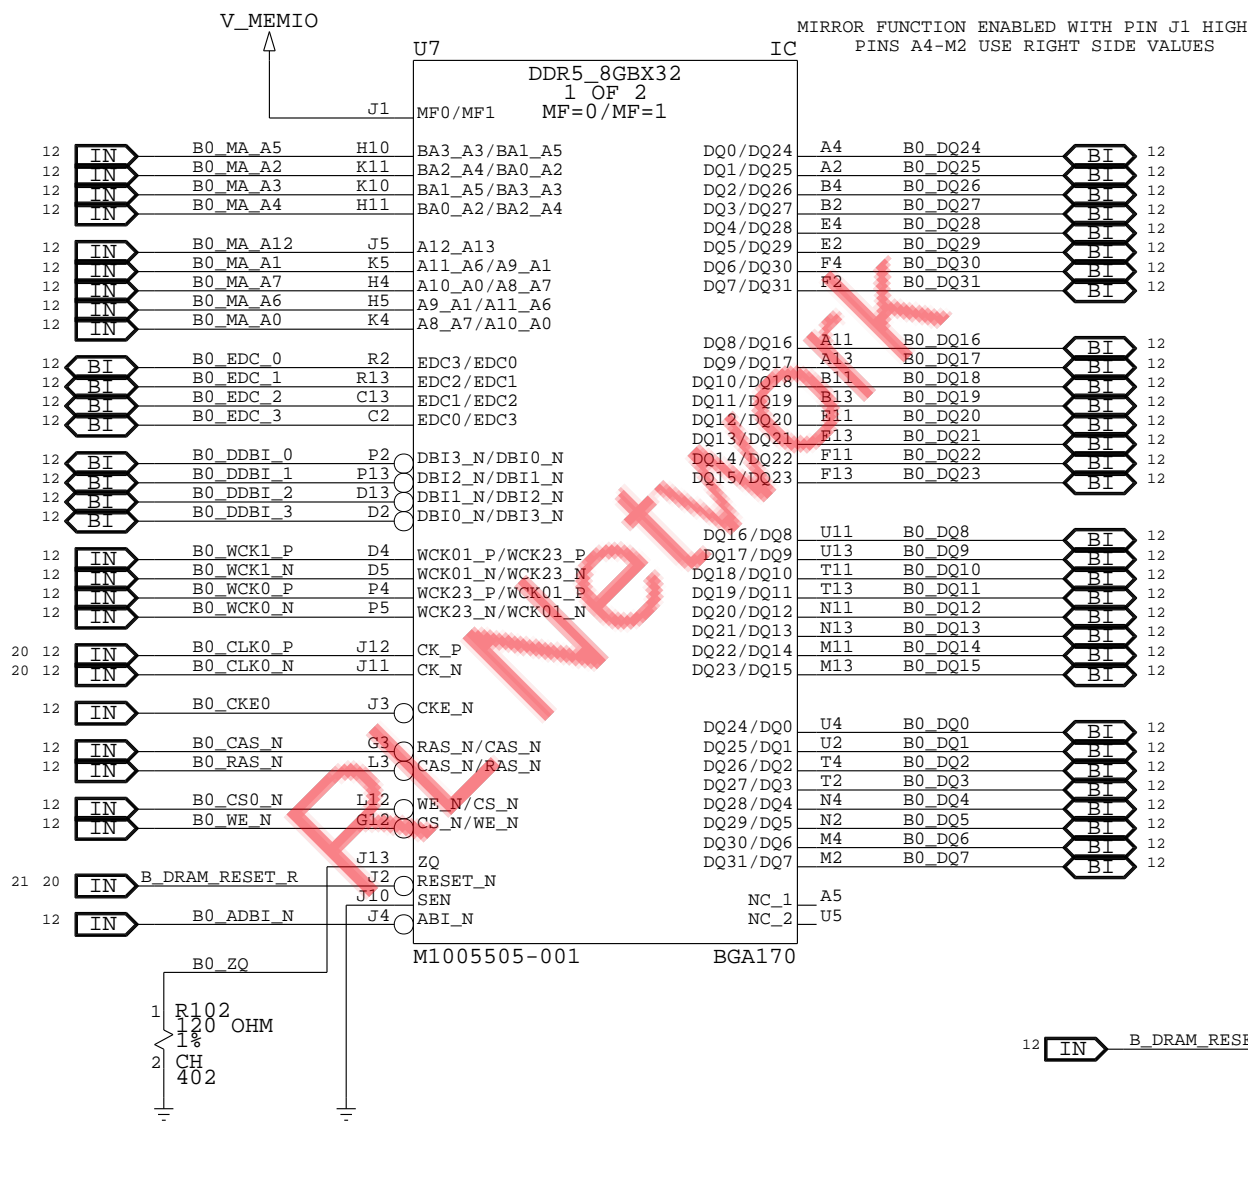 V_MEMIO
MIRROR FUNCTION ENABLED WITH PIN J1 HIGH
PINS A4-M2 USE RIGHT SIDE VALUES
U7 IC
DDR5_8GBX32
1 OF 2
MF=0/MF=1
J1 MF0/MF1
12 IN B0_MA_A5 H10 BA3_A3/BA1_A5 DQ0/DQ24 A4 B0_DQ24 BI 12
12 IN B0_MA_A2 K11 BA2_A4/BA0_A2 DQ1/DQ25 A2 B0_DQ25 BI 12
12 IN B0_MA_A3 K10 BA1_A5/BA3_A3 DQ2/DQ26 B4 B0_DQ26 BI 12
12 IN B0_MA_A4 H11 BA0_A2/BA2_A4 DQ3/DQ27 B2 B0_DQ27 BI 12
DQ4/DQ28 E4 B0_DQ28 BI 12
12 IN B0_MA_A12 J5 A12_A13 DQ5/DQ29 E2 B0_DQ29 BI 12
12 IN B0_MA_A1 K5 A11_A6/A9_A1 DQ6/DQ30 F4 B0_DQ30 BI 12
12 IN B0_MA_A7 H4 A10_A0/A8_A7 DQ7/DQ31 F2 B0_DQ31 BI 12
12 IN B0_MA_A6 H5 A9_A1/A11_A6
12 IN B0_MA_A0 K4 A8_A7/A10_A0
DQ8/DQ16 A11 B0_DQ16 BI 12
12 BI B0_EDC_0 R2 EDC3/EDC0 DQ9/DQ17 A13 B0_DQ17 BI 12
12 BI B0_EDC_1 R13 EDC2/EDC1 DQ10/DQ18 B11 B0_DQ18 BI 12
12 BI B0_EDC_2 C13 EDC1/EDC2 DQ11/DQ19 B13 B0_DQ19 BI 12
12 BI B0_EDC_3 C2 EDC0/EDC3 DQ12/DQ20 E11 B0_DQ20 BI 12
DQ13/DQ21 E13 B0_DQ21 BI 12
12 BI B0_DDBI_0 P2 DBI3_N/DBI0_N DQ14/DQ22 F11 B0_DQ22 BI 12
12 BI B0_DDBI_1 P13 DBI2_N/DBI1_N DQ15/DQ23 F13 B0_DQ23 BI 12
12 BI B0_DDBI_2 D13 DBI1_N/DBI2_N
12 BI B0_DDBI_3 D2 DBI0_N/DBI3_N
DQ16/DQ8 U11 B0_DQ8 BI 12
12 IN B0_WCK1_P D4 WCK01_P/WCK23_P DQ17/DQ9 U13 B0_DQ9 BI 12
12 IN B0_WCK1_N D5 WCK01_N/WCK23_N DQ18/DQ10 T11 B0_DQ10 BI 12
12 IN B0_WCK0_P P4 WCK23_P/WCK01_P DQ19/DQ11 T13 B0_DQ11 BI 12
12 IN B0_WCK0_N P5 WCK23_N/WCK01_N DQ20/DQ12 N11 B0_DQ12 BI 12
DQ21/DQ13 N13 B0_DQ13 BI 12
20 12 IN B0_CLK0_P J12 CK_P DQ22/DQ14 M11 B0_DQ14 BI 12
20 12 IN B0_CLK0_N J11 CK_N DQ23/DQ15 M13 B0_DQ15 BI 12
12 IN B0_CKE0 J3 CKE_N
DQ24/DQ0 U4 B0_DQ0 BI 12
12 IN B0_CAS_N G3 RAS_N/CAS_N DQ25/DQ1 U2 B0_DQ1 BI 12
12 IN B0_RAS_N L3 CAS_N/RAS_N DQ26/DQ2 T4 B0_DQ2 BI 12
DQ27/DQ3 T2 B0_DQ3 BI 12
12 IN B0_CS0_N L12 WE_N/CS_N DQ28/DQ4 N4 B0_DQ4 BI 12
12 IN B0_WE_N G12 CS_N/WE_N DQ29/DQ5 N2 B0_DQ5 BI 12
DQ30/DQ6 M4 B0_DQ6 BI 12
J13 ZQ DQ31/DQ7 M2 B0_DQ7 BI 12
21 20 IN B_DRAM_RESET_R J2 RESET_N
J10 SEN NC_1 A5
12 IN B0_ADBI_N J4 ABI_N NC_2 U5
M1005505-001 BGA170
B0_ZQ
1 R102
120 OHM
1%
2 CH
402
12 IN B_DRAM_RESE
RL Network